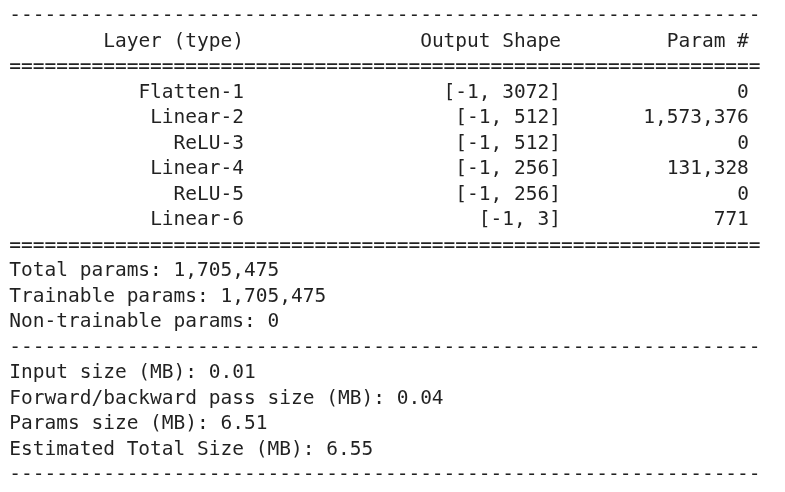 ----------------------------------------------------------------
        Layer (type)               Output Shape         Param #
================================================================
           Flatten-1                 [-1, 3072]               0
            Linear-2                  [-1, 512]       1,573,376
              ReLU-3                  [-1, 512]               0
            Linear-4                  [-1, 256]         131,328
              ReLU-5                  [-1, 256]               0
            Linear-6                    [-1, 3]             771
================================================================
Total params: 1,705,475
Trainable params: 1,705,475
Non-trainable params: 0
----------------------------------------------------------------
Input size (MB): 0.01
Forward/backward pass size (MB): 0.04
Params size (MB): 6.51
Estimated Total Size (MB): 6.55
----------------------------------------------------------------